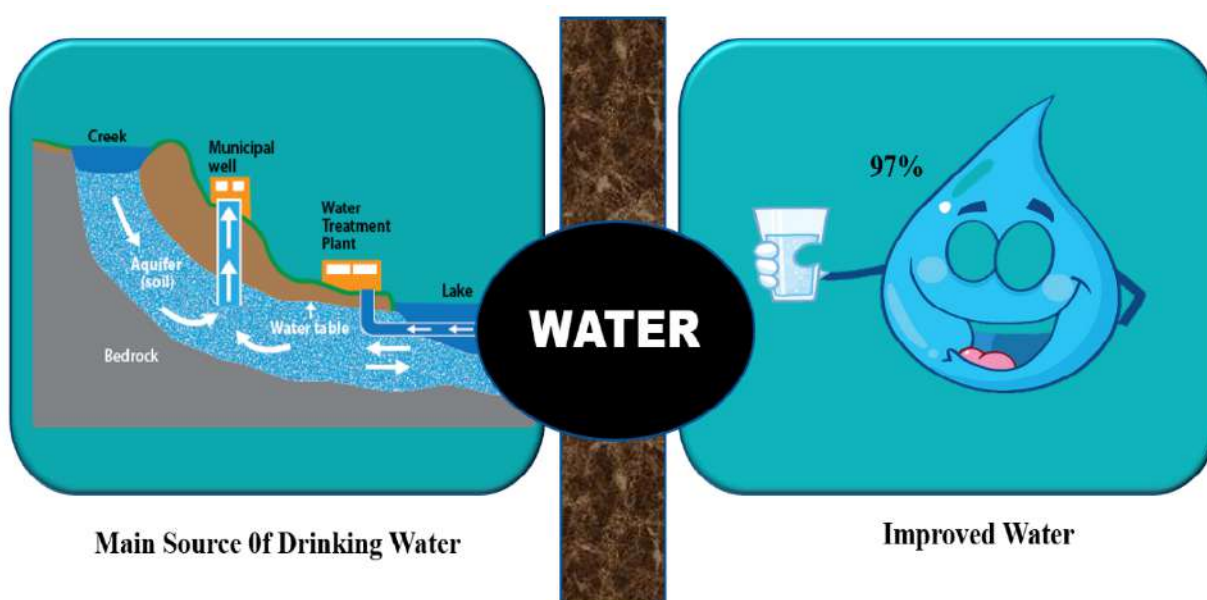 Creek
Municipal
well
Water
Treatment
Plant
Lake
Aquifer
(soil)
Water table
Bedrock
WATER
97%
Main Source 0f Drinking Water
Improved Water